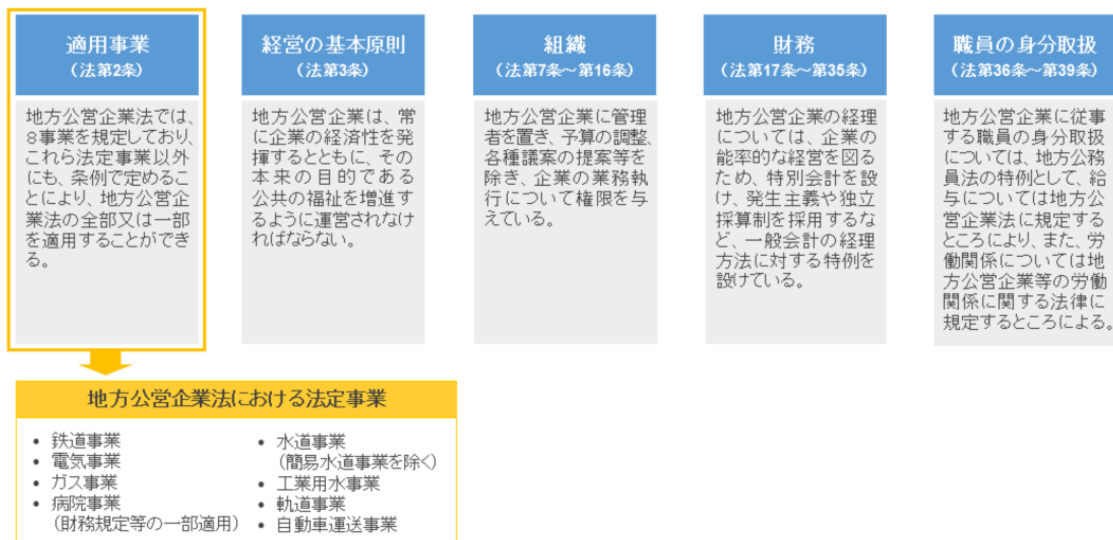 適用事業
（法第2条）
地方公営企業法では、
8事業を規定しており、
これら法定事業以外
にも、条例で定めるこ
とにより、地方公営企
業法の全部又は一部
を適用することができ
る。
経営の基本原則
（法第3条）
地方公営企業は、常
に企業の経済性を発
揮するとともに、その
本来の目的である
公共の福祉を増進す
るように運営されなけ
ればならない。
組織
（法第7条～第16条）
地方公営企業に管理
者を置き、予算の調整、
各種議案の提案等を
除き、企業の業務執
行について権限を与
えている。
財務
（法第17条～第35条）
地方公営企業の経理
については、企業の
能率的な経営を図る
ため、特別会計を設
け、発生主義や独立
採算制を採用するな
ど、一般会計の経理
方法に対する特例を
設けている。
職員の身分取扱
（法第36条～第39条）
地方公営企業に従事
する職員の身分取扱
については、地方公務
員法の特例として、給
与については地方公
営企業法に規定する
ところにより、また、労
働関係については地
方公営企業等の労働
関係に関する法律に
規定するところによる。
地方公営企業法における法定事業
• 鉄道事業
• 電気事業
• ガス事業
• 病院事業
（財務規定等の一部適用）
• 水道事業
（簡易水道事業を除く）
• 工業用水事業
• 軌道事業
• 自動車運送事業